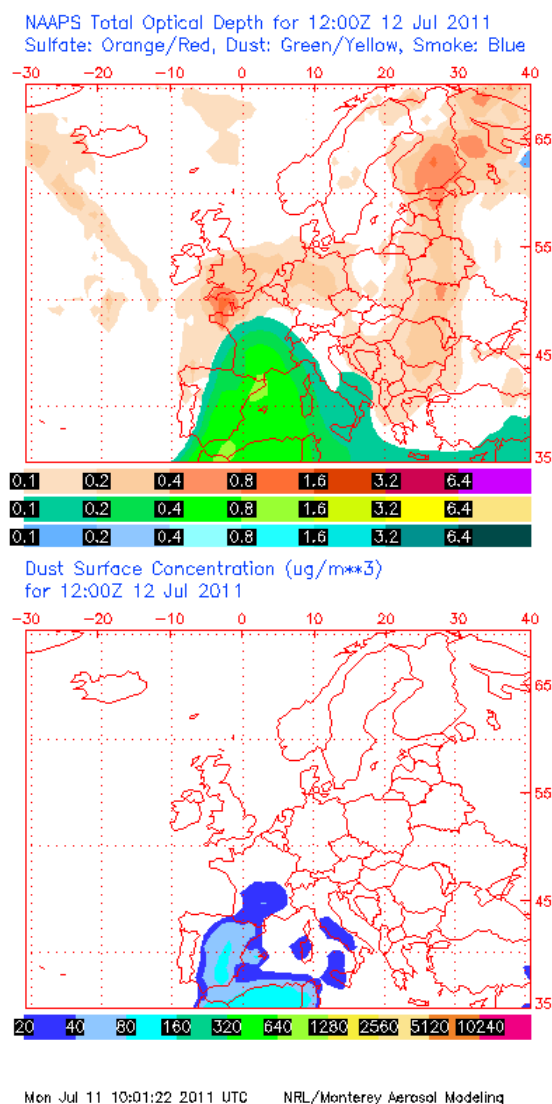 NAAPS Total Optical Depth for 12:00Z 12 Jul 2011
Sulfate: Orange/Red, Dust: Green/Yellow, Smoke: Blue
-30 -20 -10 0 10 20 30 40
65
55
45
35
0.1 0.2 0.4 0.8 1.6 3.2 6.4
0.1 0.2 0.4 0.8 1.6 3.2 6.4
0.1 0.2 0.4 0.8 1.6 3.2 6.4
Dust Surface Concentration (ug/m**3)
for 12:00Z 12 Jul 2011
-30 -20 -10 0 10 20 30 40
65
55
45
35
20 40 80 160 320 640 1280 2560 5120 10240
Mon Jul 11 10:01:22 2011 UTC NRL/Monterey Aerosol Modeling